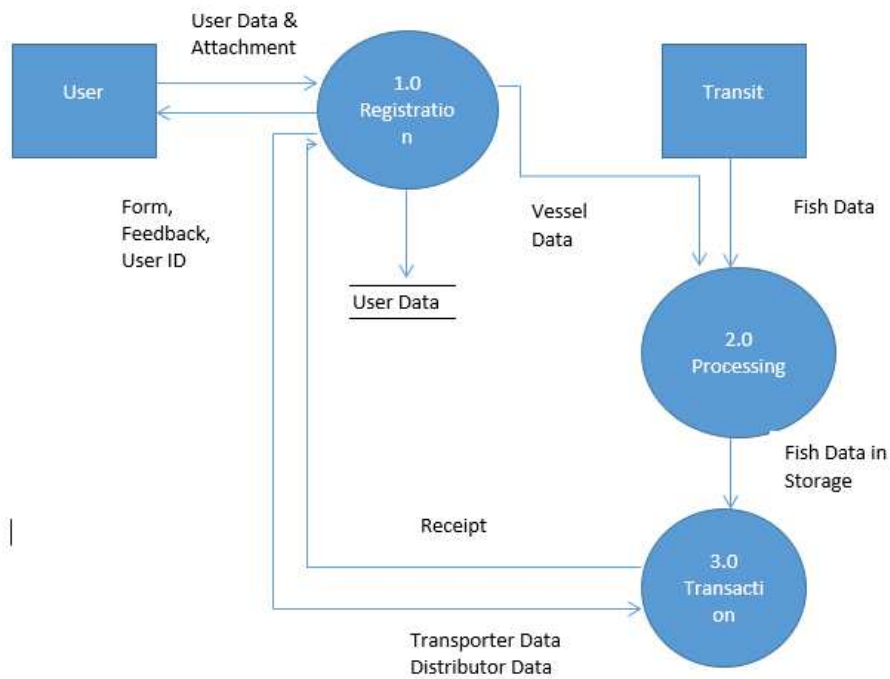 User Data &
Attachment
User
1.0
Registratio
n
Transit
Form,
Feedback,
User ID
Vessel
Data
Fish Data
User Data
2.0
Processing
Fish Data in
Storage
Receipt
3.0
Transacti
on
Transporter Data
Distributor Data